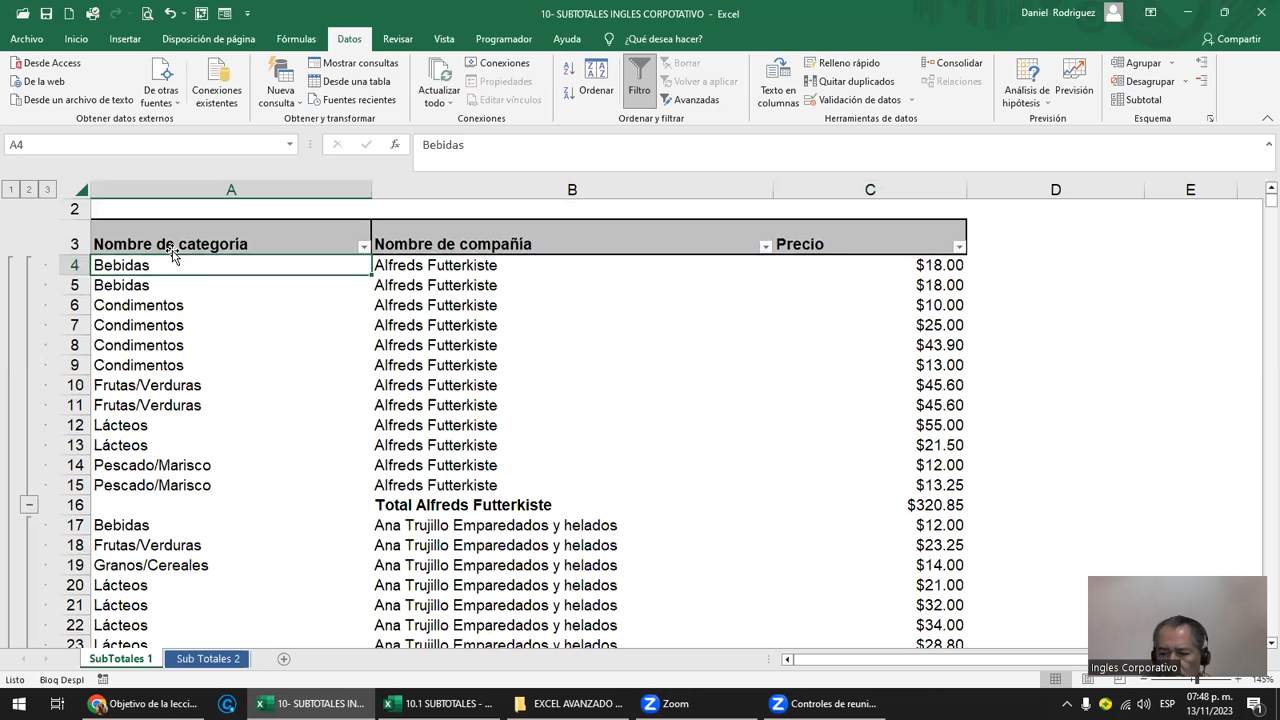 10- SUBTOTALES INGLES CORPOTATIVO - Excel
Daniel Rodriguez
Archivo Inicio Insertar Disposición de página Fórmulas Datos Revisar Vista Programador Ayuda ¿Qué desea hacer? Compartir
Desde Access
De la web
Desde un archivo de texto
De otras fuentes
Conexiones existentes
Obtener datos externos
Nueva consulta
Mostrar consultas
Desde una tabla
Fuentes recientes
Obtener y transformar
Actualizar todo
Conexiones
Propiedades
Editar vínculos
Conexiones
Ordenar
Filtro
Borrar
Volver a aplicar
Avanzadas
Ordenar y filtrar
Texto en columnas
Relleno rápido
Quitar duplicados
Validación de datos
Consolidar
Relaciones
Herramientas de datos
Análisis de hipótesis
Previsión
Previsión
Agrupar
Desagrupar
Subtotal
Esquema
A4 fx Bebidas
1 2 3 A B C D E
2
3 Nombre de categoría Nombre de compañía Precio
4 Bebidas Alfreds Futterkiste $18.00
5 Bebidas Alfreds Futterkiste $18.00
6 Condimentos Alfreds Futterkiste $10.00
7 Condimentos Alfreds Futterkiste $25.00
8 Condimentos Alfreds Futterkiste $43.90
9 Condimentos Alfreds Futterkiste $13.00
10 Frutas/Verduras Alfreds Futterkiste $45.60
11 Frutas/Verduras Alfreds Futterkiste $45.60
12 Lácteos Alfreds Futterkiste $55.00
13 Lácteos Alfreds Futterkiste $21.50
14 Pescado/Marisco Alfreds Futterkiste $12.00
15 Pescado/Marisco Alfreds Futterkiste $13.25
16 Total Alfreds Futterkiste $320.85
17 Bebidas Ana Trujillo Emparedados y helados $12.00
18 Frutas/Verduras Ana Trujillo Emparedados y helados $23.25
19 Granos/Cereales Ana Trujillo Emparedados y helados $14.00
20 Lácteos Ana Trujillo Emparedados y helados $21.00
21 Lácteos Ana Trujillo Emparedados y helados $32.00
22 Lácteos Ana Trujillo Emparedados y helados $34.00
23 Lácteos Ana Trujillo Emparedados y helados $28.80
Ingles Corporativo
SubTotales 1 Sub Totales 2
Listo Bloq Despl 145%
Objetivo de la lecci... 10- SUBTOTALES IN... 10.1 SUBTOTALES - ... EXCEL AVANZADO ... Zoom Controles de reuni... ESP 07:48 p. m.
13/11/2023